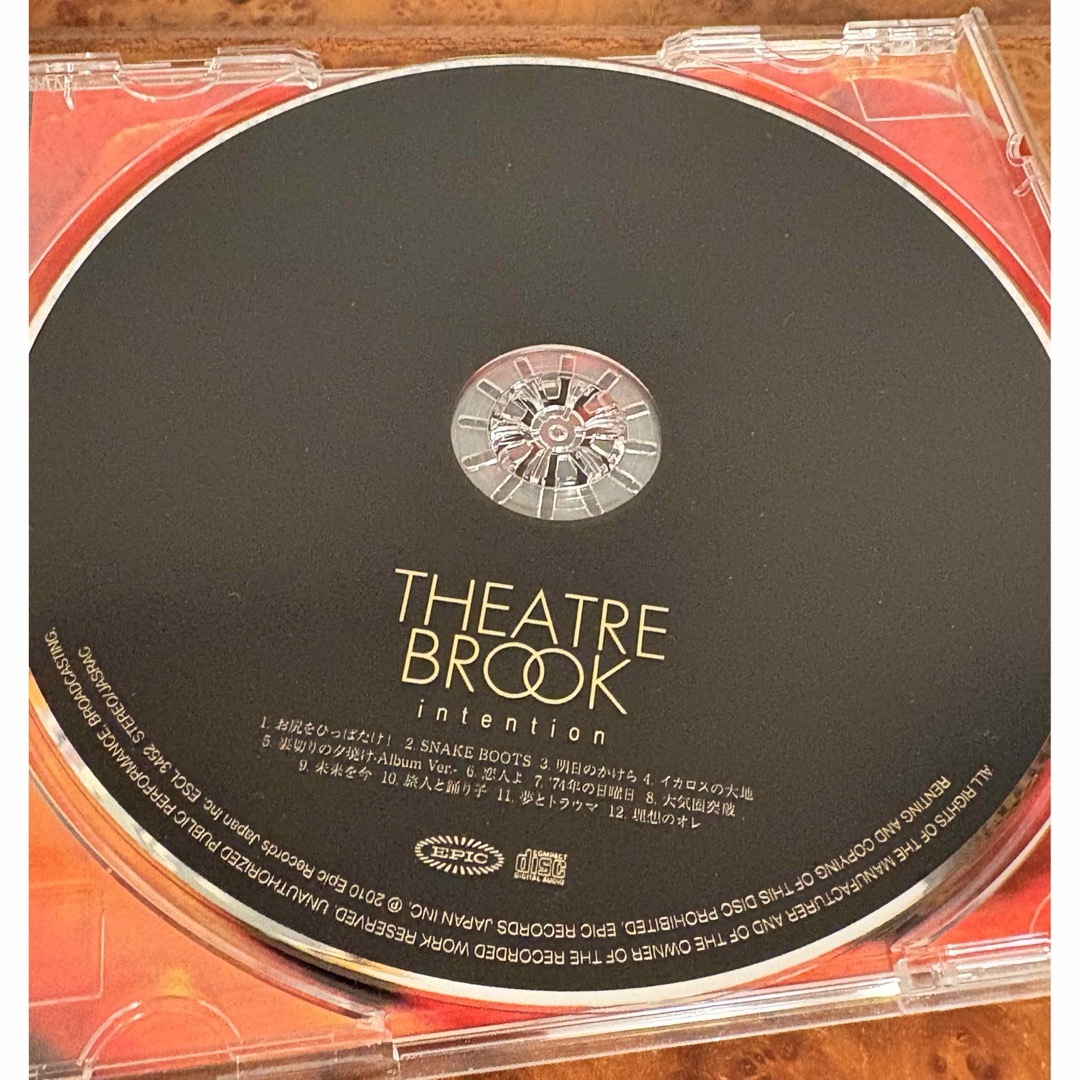 THEATRE
BROOK
intention
1. お尻をひっぱたけ! 2. SNAKE BOOTS 3. 明日のかけら 4. イカロスの大地
5. 裏切りの夕焼け-Album Ver.- 6. 恋人よ 7. '74年の日曜日 8. 大気圏突破
9. 未来を今 10. 旅人と踊り子 11. 夢とトラウマ 12. 理想のオレ
EPIC
COMPACT
disc
DIGITAL AUDIO
ALL RIGHTS OF THE MANUFACTURER AND OF THE OWNER OF THE RECORDED WORK RESERVED. UNAUTHORIZED PUBLIC PERFORMANCE, BROADCASTING,
RENTING AND COPYING OF THIS DISC PROHIBITED. EPIC RECORDS JAPAN INC. ℗ 2010 Epic Records Japan Inc. ESCL 3452 STEREO/JASRAC